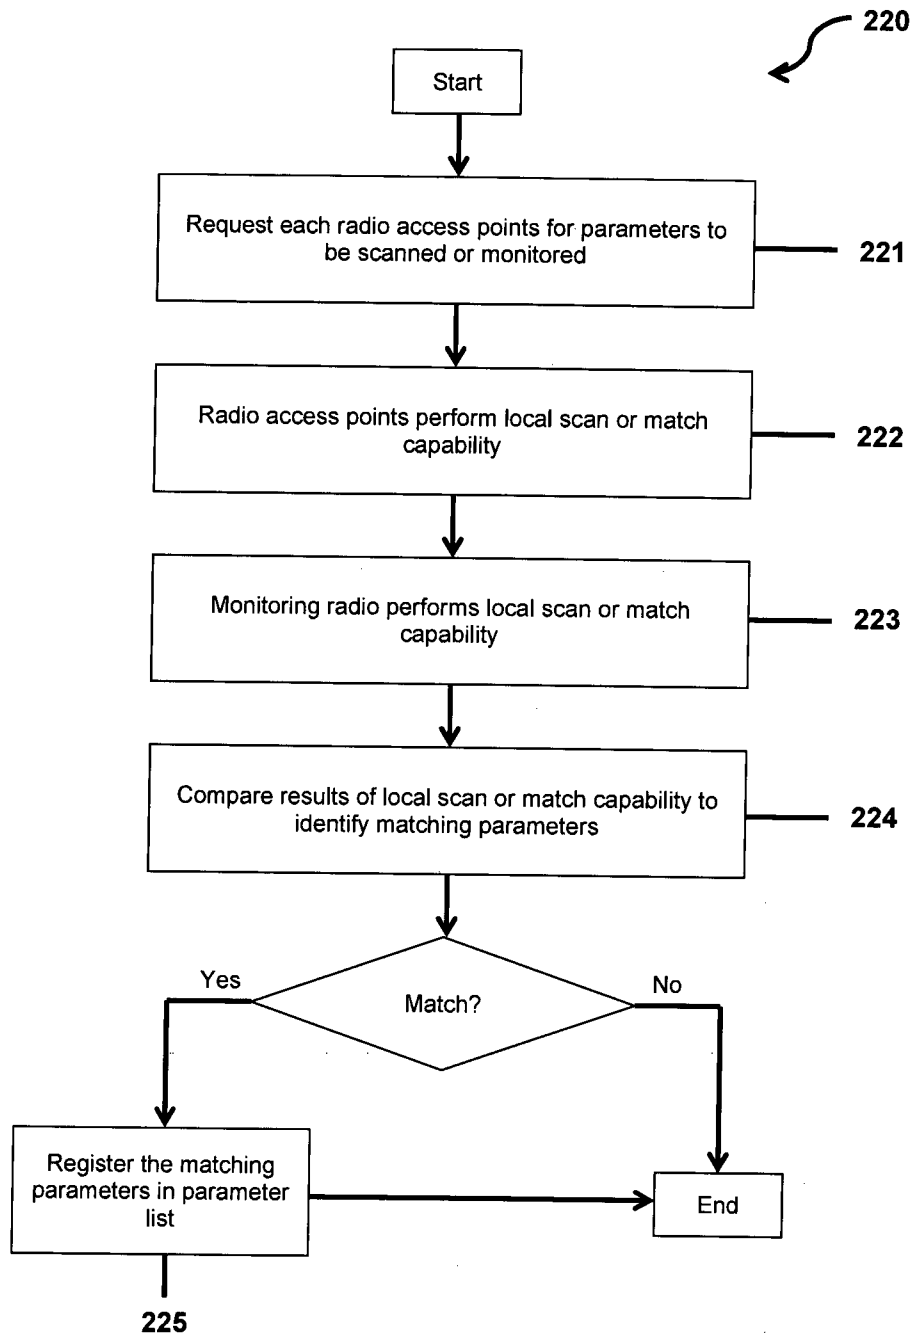 220
Start
Request each radio access points for parameters to
be scanned or monitored
221
Radio access points perform local scan or match
capability
222
Monitoring radio performs local scan or match
capability
223
Compare results of local scan or match capability to
identify matching parameters
224
Match?
Yes
No
Register the matching
parameters in parameter
list
End
225